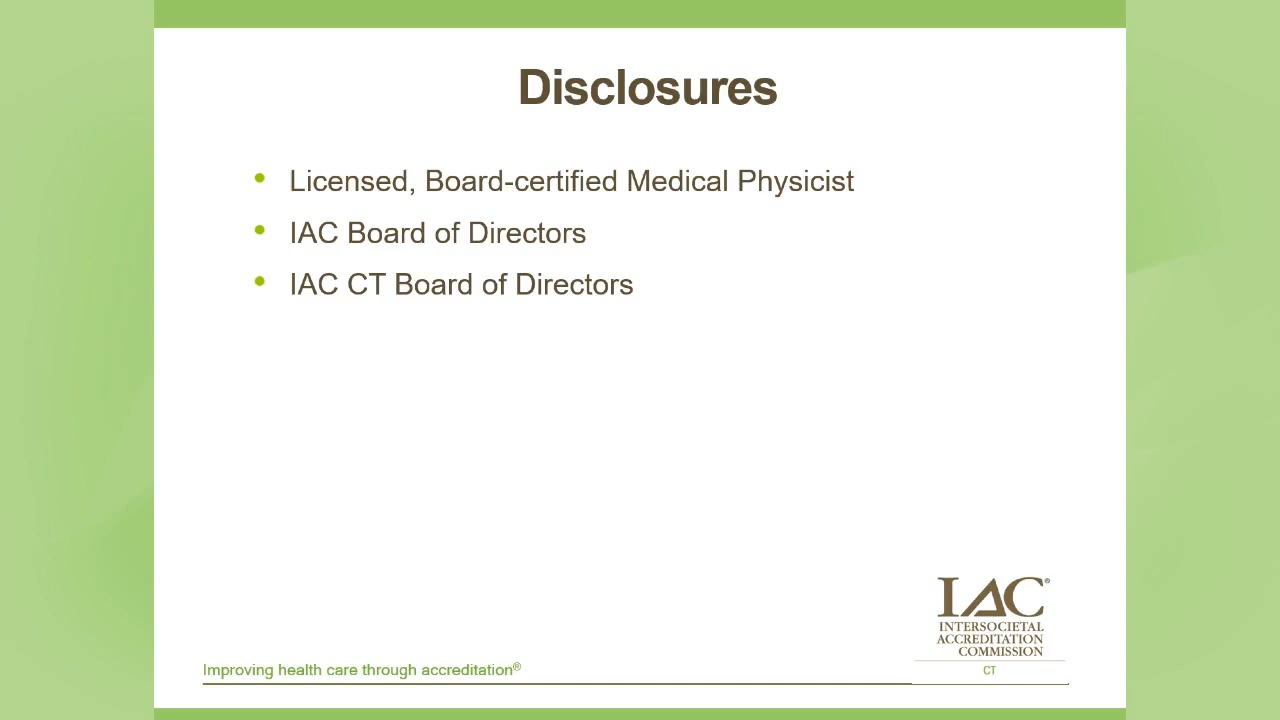 Disclosures
• Licensed, Board-certified Medical Physicist
• IAC Board of Directors
• IAC CT Board of Directors
IAC®
INTERSOCIETAL
ACCREDITATION
COMMISSION
CT
Improving health care through accreditation®